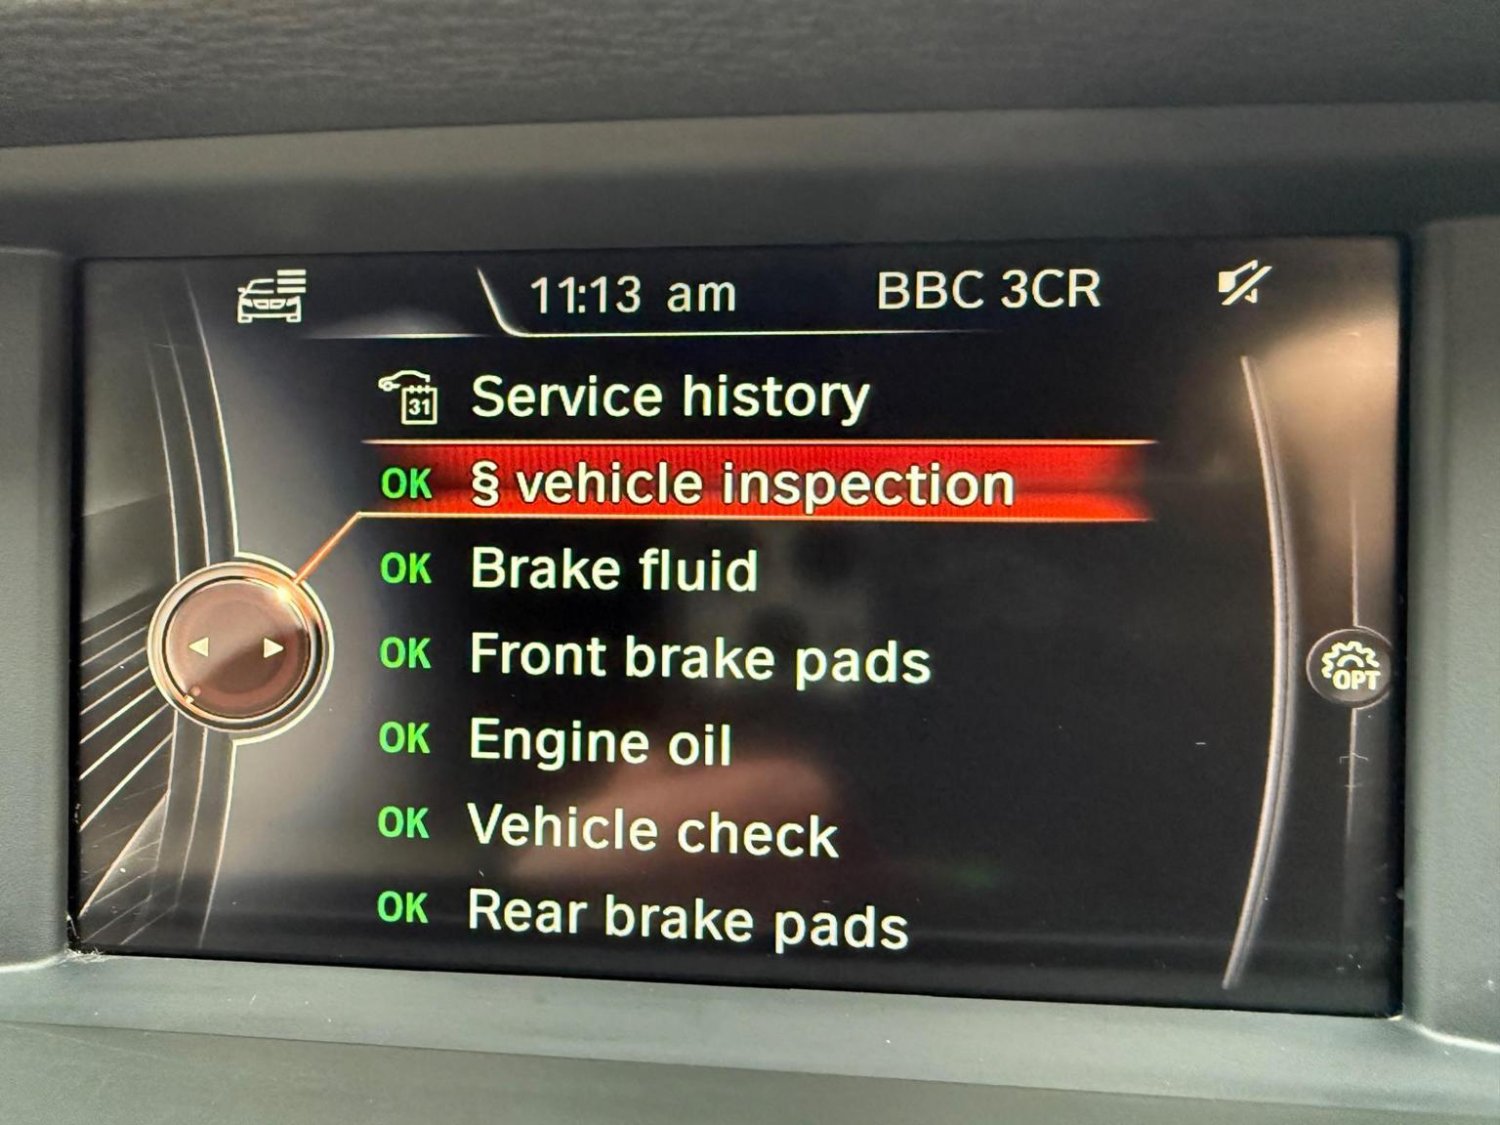 11:13 am BBC 3CR
31 Service history
OK § vehicle inspection
OK Brake fluid
OK Front brake pads
OPT
OK Engine oil
OK Vehicle check
OK Rear brake pads